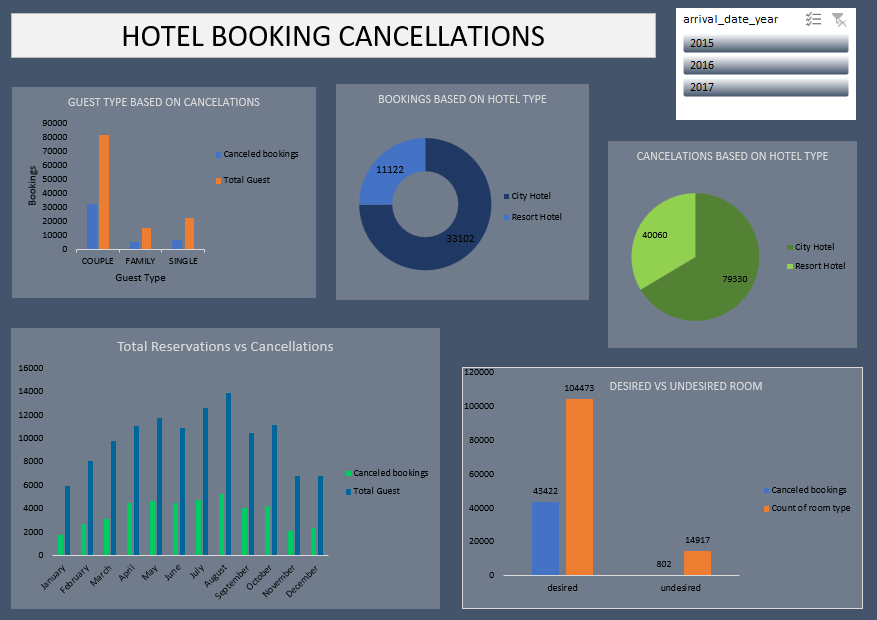 HOTEL BOOKING CANCELLATIONS
arrival_date_year
2015
2016
2017
GUEST TYPE BASED ON CANCELATIONS
90000
80000
70000
60000
50000
40000
30000
20000
10000
0
Bookings
COUPLE FAMILY SINGLE
Guest Type
Canceled bookings
Total Guest
BOOKINGS BASED ON HOTEL TYPE
11122
33102
City Hotel
Resort Hotel
CANCELATIONS BASED ON HOTEL TYPE
40060
79330
City Hotel
Resort Hotel
Total Reservations vs Cancellations
16000
14000
12000
10000
8000
6000
4000
2000
0
January
February
March
April
May
June
July
August
September
October
November
December
Canceled bookings
Total Guest
DESIRED VS UNDESIRED ROOM
120000
100000
80000
60000
40000
20000
0
104473
43422
14917
802
desired undesired
Canceled bookings
Count of room type